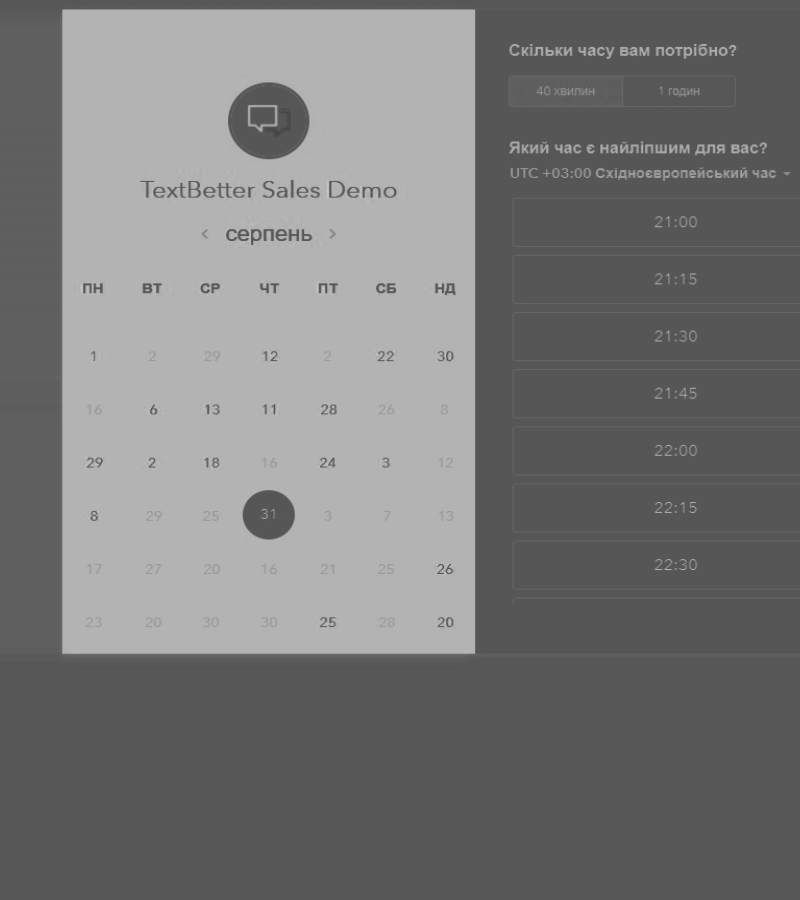 TextBetter Sales Demo
серпень
ПН ВТ СР ЧТ ПТ СБ НД
1 2 29 12 2 22 30
16 6 13 11 28 26 8
29 2 18 16 24 3 12
8 29 25 31 3 7 13
17 27 20 16 21 25 26
23 20 30 30 25 28 20
Скільки часу вам потрібно?
40 хвилин 1 годин
Який час є найліпшим для вас?
UTC +03:00 Східноєвропейський час
21:00
21:15
21:30
21:45
22:00
22:15
22:30